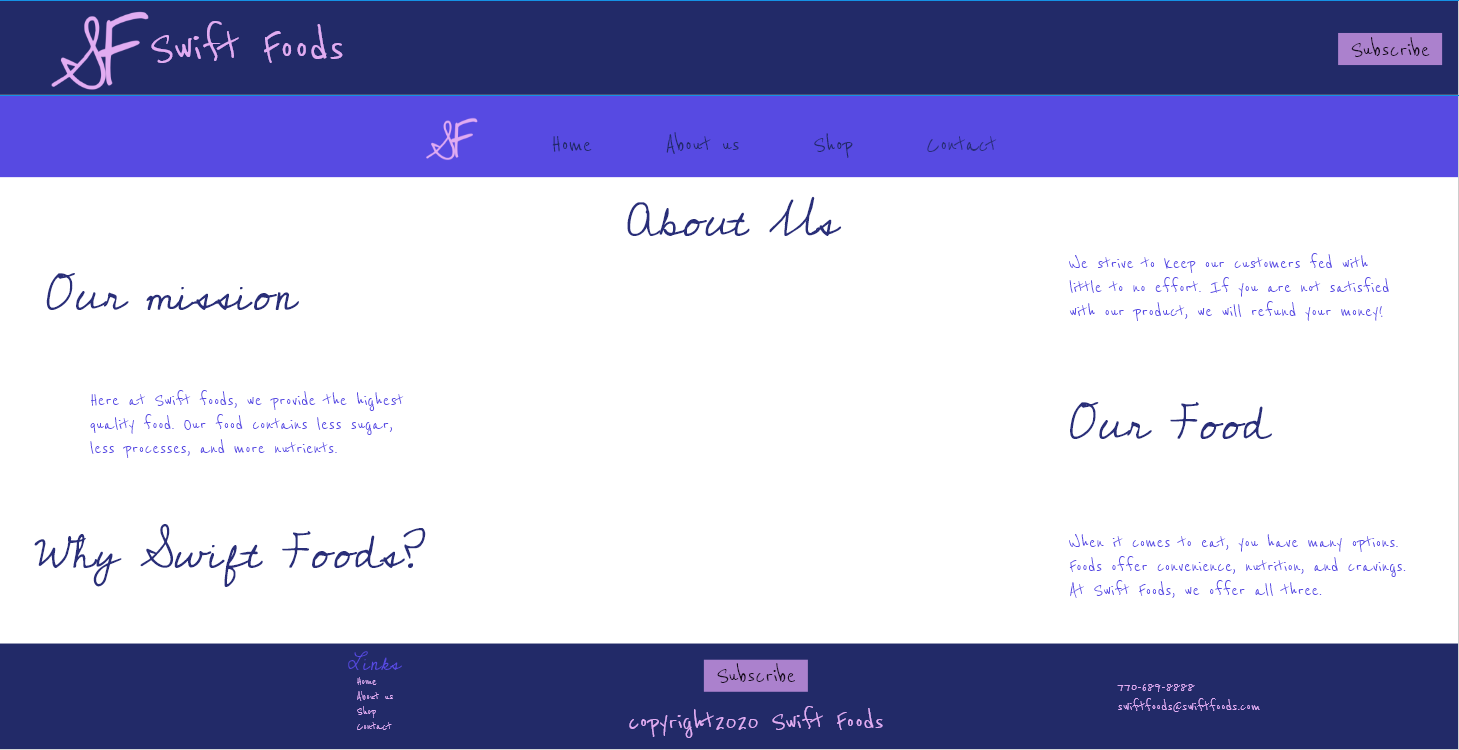 SF Swift Foods
Subscribe
SF Home About us Shop Contact
About Us
Our mission
We strive to keep our customers fed with
little to no effort. If you are not satisfied
with our product, we will refund your money!
Here at Swift foods, we provide the highest
quality food. Our food contains less sugar,
less processes, and more nutrients.
Our Food
Why Swift Foods?
When it comes to eat, you have many options.
Foods offer convenience, nutrition, and cravings.
At Swift Foods, we offer all three.
Links
Home
About us
Shop
Contact
Subscribe
copyright2020 Swift Foods
770-689-8888
swiftfoods@swiftfoods.com